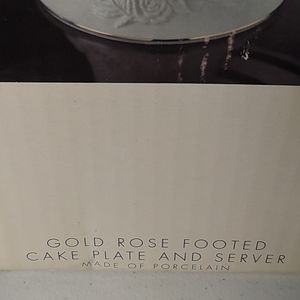 GOLD ROSE FOOTED
CAKE PLATE AND SERVER
MADE OF PORCELAIN